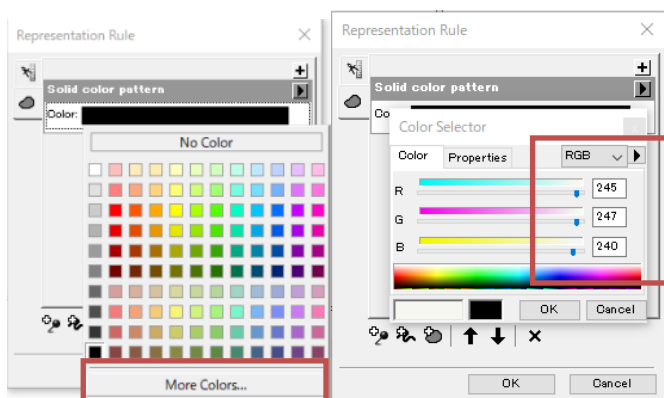 Representation Rule
Solid color pattern
Color:
No Color
More Colors...
Representation Rule
Solid color pattern
Co
Color Selector
Color
Properties
RGB
R
245
G
247
B
240
OK
Cancel
OK
Cancel